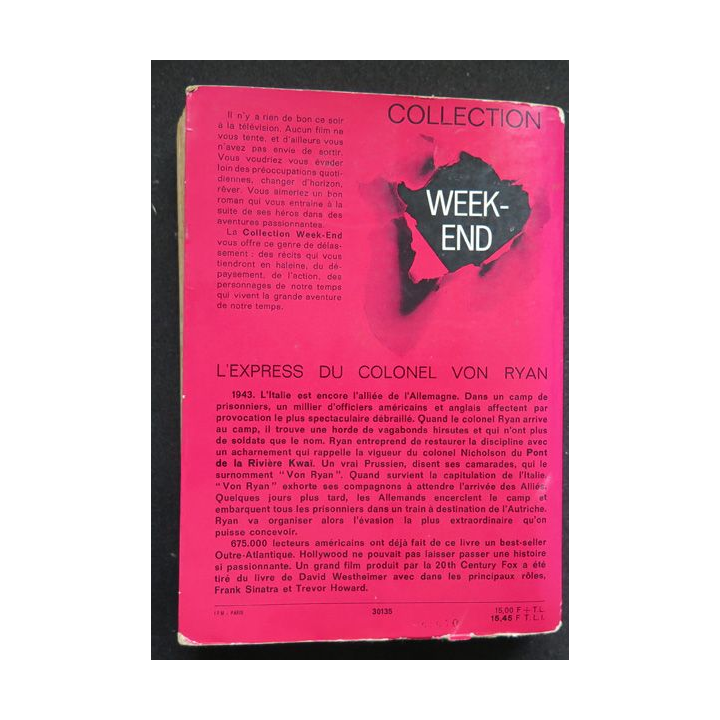 COLLECTION
WEEK-
END
Il n'y a rien de bon ce soir
à la télévision. Aucun film ne
vous tente, et d'ailleurs vous
n'avez pas envie de sortir.
Vous voudriez vous évader
loin des préoccupations quoti-
diennes, changer d'horizon,
rêver. Vous aimeriez un bon
roman qui vous entraine à la
suite de ses héros dans des
aventures passionnantes.
La Collection Week-End
vous offre ce genre de délas-
sement : des récits qui vous
tiendront en haleine, du dé-
paysement, de l'action, des
personnages de notre temps
qui vivent la grande aventure
de notre temps.
L'EXPRESS DU COLONEL VON RYAN
1943. L'Italie est encore l'alliée de l'Allemagne. Dans un camp de
prisonniers, un millier d'officiers américains et anglais affectent par
provocation le plus spectaculaire débraillé. Quand le colonel Ryan arrive
au camp, il trouve une horde de vagabonds hirsutes et qui n'ont plus
de soldats que le nom. Ryan entreprend de restaurer la discipline avec
un acharnement qui rappelle la vigueur du colonel Nicholson du Pont
de la Rivière Kwaï. Un vrai Prussien, disent ses camarades, qui le
surnomment "Von Ryan". Quand survient la capitulation de l'Italie,
"Von Ryan" exhorte ses compagnons à attendre l'arrivée des Alliés.
Quelques jours plus tard, les Allemands encerclent le camp et
embarquent tous les prisonniers dans un train à destination de l'Autriche.
Ryan va organiser alors l'évasion la plus extraordinaire qu'on
puisse concevoir.
675.000 lecteurs américains ont déjà fait de ce livre un best-seller
Outre-Atlantique. Hollywood ne pouvait pas laisser passer une histoire
si passionnante. Un grand film produit par la 20th Century Fox a été
tiré du livre de David Westheimer avec dans les principaux rôles,
Frank Sinatra et Trevor Howard.
PARIS
30135
15,00 F + T.L.
15,45 F T.L.I.